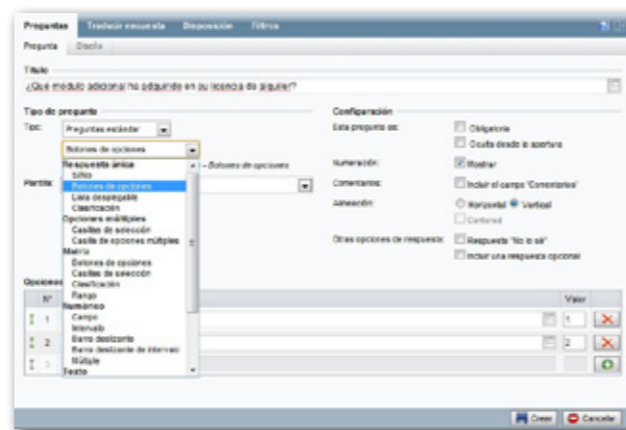 Preguntas Traducir encuesta Disposición Filtros
Pregunta Diseño
Título
¿Qué módulo adicional ha adquirido en su licencia de alquiler?
Tipo de pregunta
Configuración
Tipo: Preguntas estándar
Esta pregunta es: Obligatoria
Oculta desde la apertura
Botones de opciones
Respuesta única
– Botones de opciones
Numeración: Mostrar
Sí/No
Plantilla:
Botones de opciones
Comentarios: Incluir el campo 'Comentarios'
Lista desplegable
Clasificación
Alineación: Horizontal Vertical
Opciones múltiples
Centered
Casillas de selección
Casilla de opciones múltiples
Otras opciones de respuesta: Respuesta "No lo sé"
Matriz
Incluir una respuesta opcional
Botones de opciones
Casillas de selección
Clasificación
Rango
Opciones
Nº Valor
Numérico
Campo
1 1
Intervalo
Barra deslizante
2 2
Barra deslizante de intervalo
Múltiple
3
Texto
Crear Cancelar